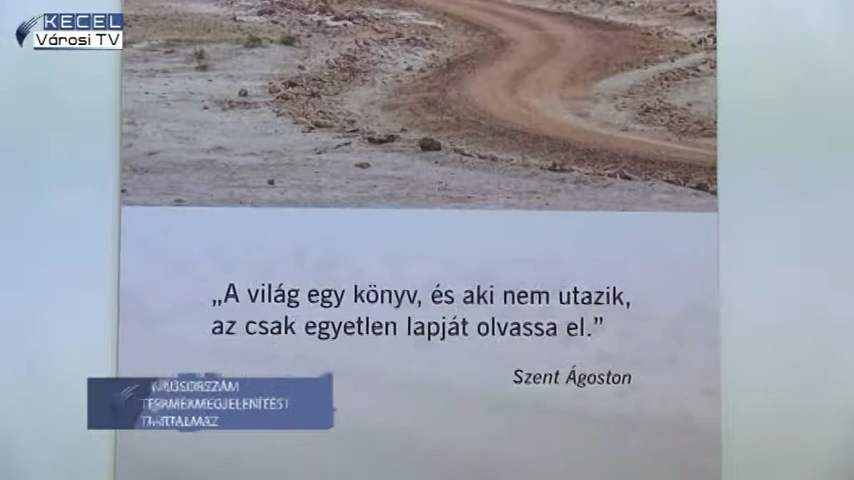 KECEL
Városi TV
„A világ egy könyv, és aki nem utazik,
az csak egyetlen lapját olvassa el.”
Szent Ágoston
A MŰSORSZÁM
TERMÉKMEGJELENÍTÉST
TARTALMAZ